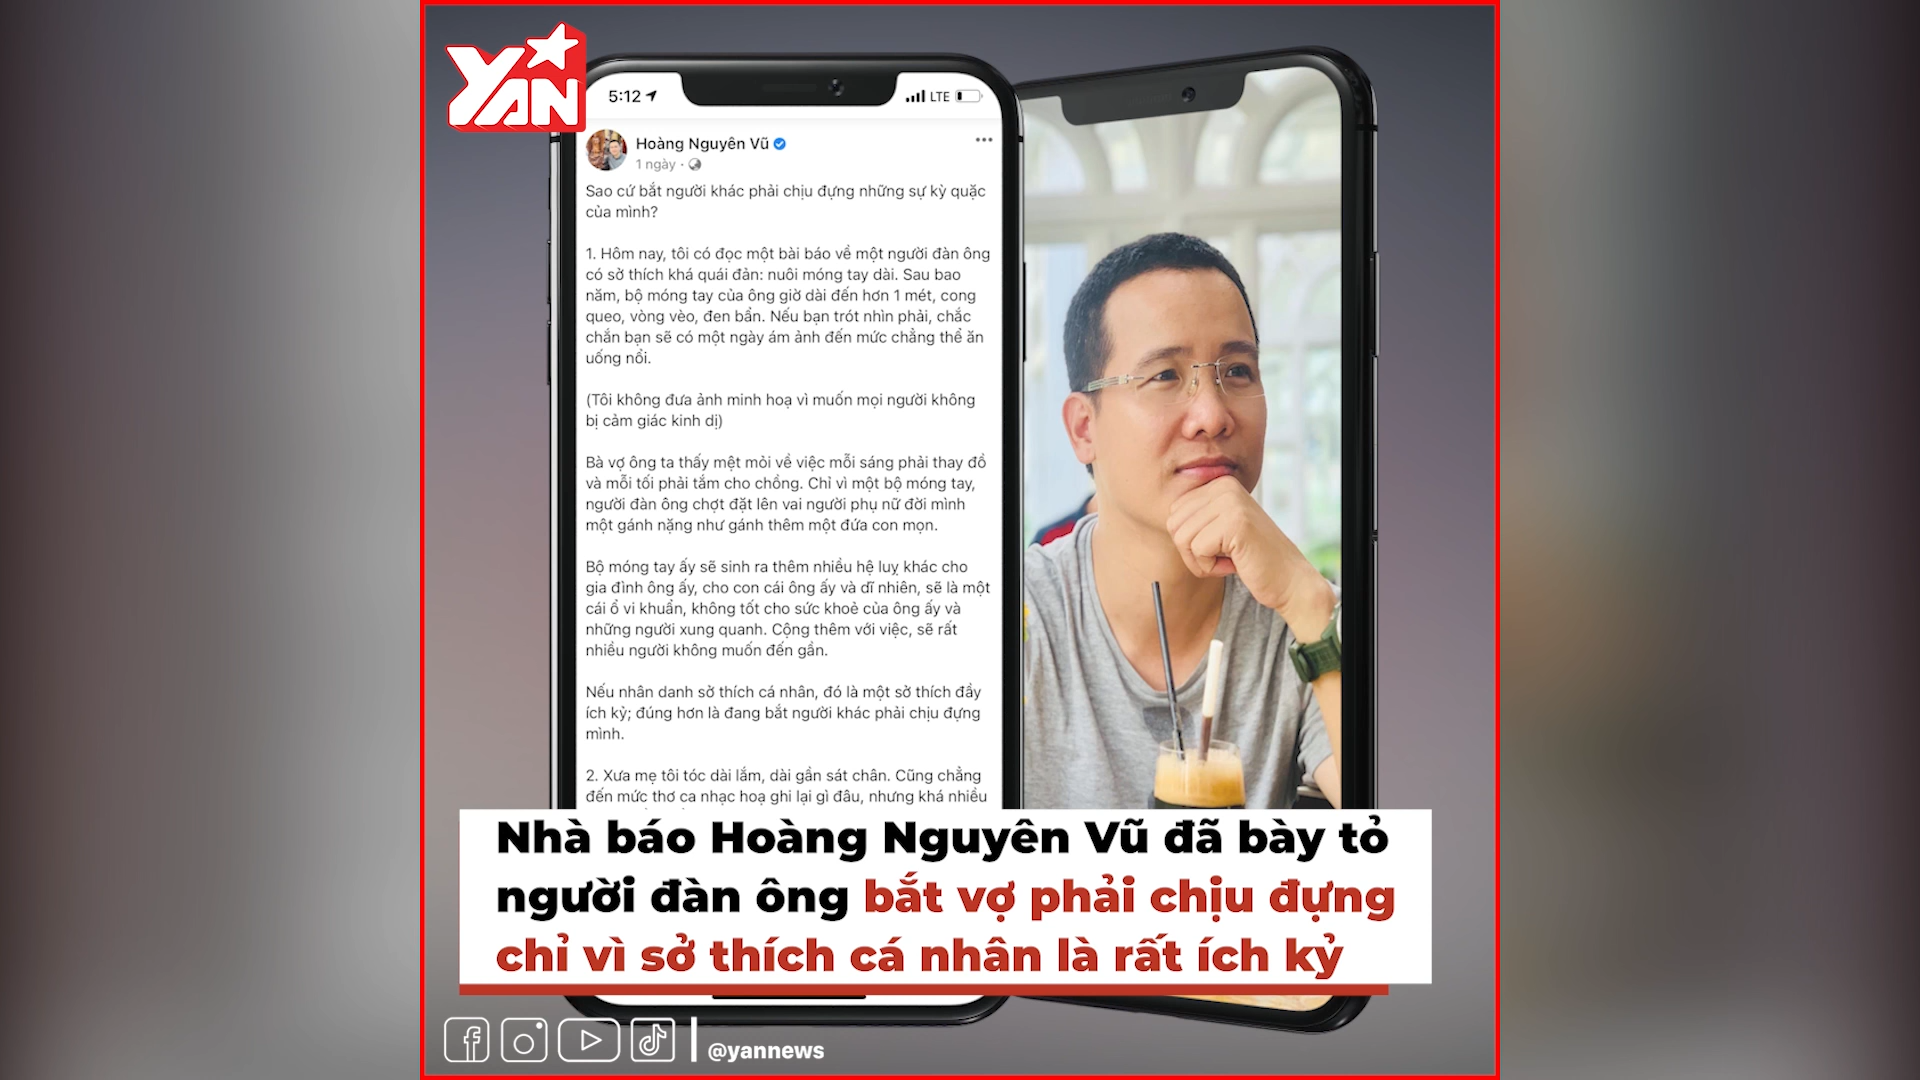 YAN
5:12
LTE
Hoàng Nguyên Vũ
1 ngày ·
Sao cứ bắt người khác phải chịu đựng những sự kỳ quặc
của mình?
1. Hôm nay, tôi có đọc một bài báo về một người đàn ông
có sở thích khá quái đản: nuôi móng tay dài. Sau bao
năm, bộ móng tay của ông giờ dài đến hơn 1 mét, cong
queo, vòng vèo, đen bẩn. Nếu bạn trót nhìn phải, chắc
chắn bạn sẽ có một ngày ám ảnh đến mức chẳng thể ăn
uống nổi.
(Tôi không đưa ảnh minh hoạ vì muốn mọi người không
bị cảm giác kinh dị)
Bà vợ ông ta thấy mệt mỏi về việc mỗi sáng phải thay đồ
và mỗi tối phải tắm cho chồng. Chỉ vì một bộ móng tay,
người đàn ông chợt đặt lên vai người phụ nữ đời mình
một gánh nặng như gánh thêm một đứa con mọn.
Bộ móng tay ấy sẽ sinh ra thêm nhiều hệ luỵ khác cho
gia đình ông ấy, cho con cái ông ấy và dĩ nhiên, sẽ là một
cái ổ vi khuẩn, không tốt cho sức khoẻ của ông ấy và
những người xung quanh. Cộng thêm với việc, sẽ rất
nhiều người không muốn đến gần.
Nếu nhân danh sở thích cá nhân, đó là một sở thích đầy
ích kỷ; đúng hơn là đang bắt người khác phải chịu đựng
mình.
2. Xưa mẹ tôi tóc dài lắm, dài gần sát chân. Cũng chẳng
đến mức thơ ca nhạc hoạ ghi lại gì đâu, nhưng khá nhiều
Nhà báo Hoàng Nguyên Vũ đã bày tỏ
người đàn ông bắt vợ phải chịu đựng
chỉ vì sở thích cá nhân là rất ích kỷ
@yannews